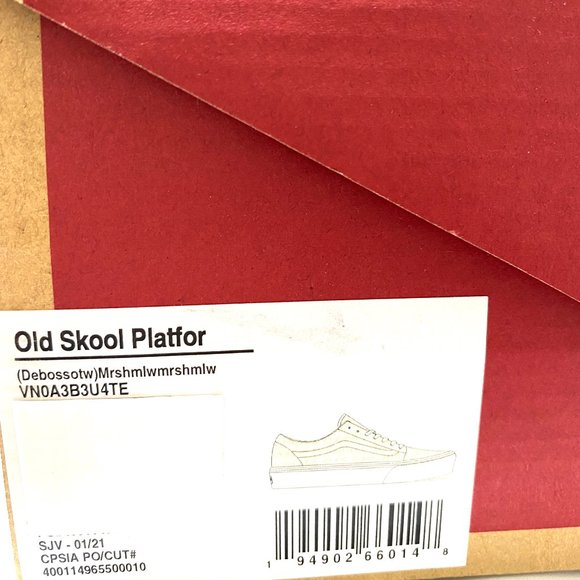 Old Skool Platfor
(Debossotw)Mrshmlwmrshmlw
VN0A3B3U4TE
SJV - 01/21
CPSIA PO/CUT#
400114965500010
1 94902 66014 8